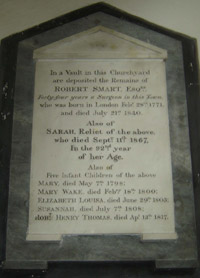 In a Vault in this Churchyard
are deposited the Remains of
ROBERT SMART, Esqre.
Forty four years a Surgeon in this Town
who was born in London Feby. 28th. 1771,
and died July 21st. 1840.
Also of
SARAH, Relict of the above,
who died Septr. 11th. 1867,
In the 92nd. year
of her Age.
Also of
Five Infant Children of the above
MARY, died May 7th. 1798;
MARY WAKE, died Feby. 18th. 1800;
ELIZABETH LOUISA, died June 29th.
SUSANNAH, died July 7th. 1808;
HENRY THOMAS, died Apl. 13th. 1817.